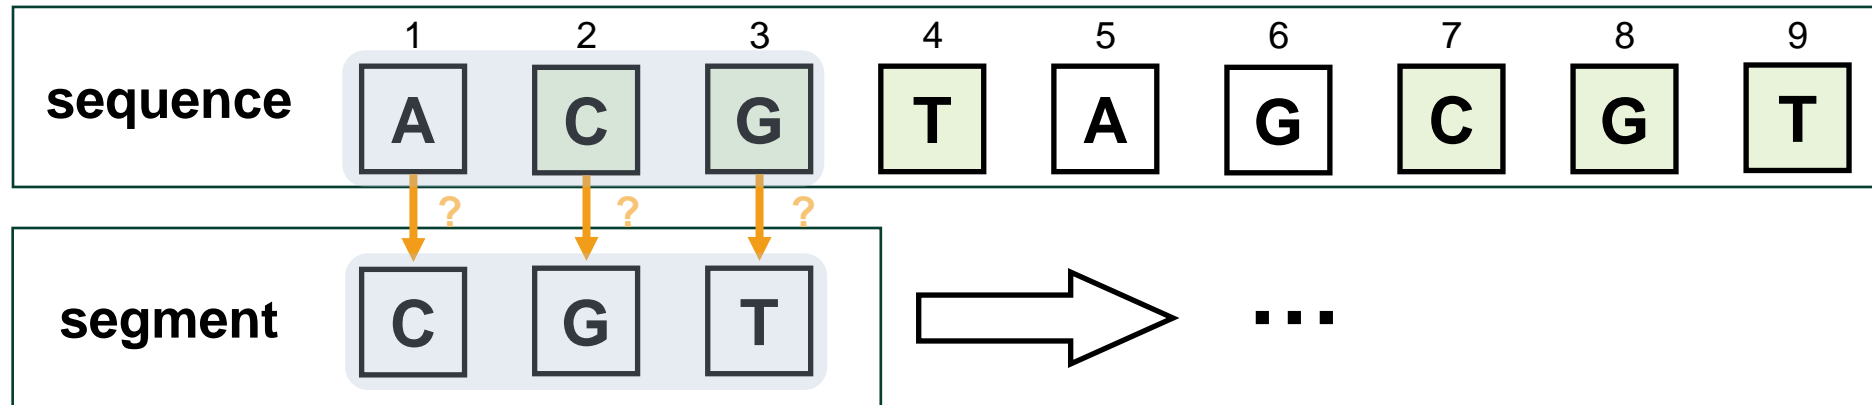 1 2 3 4 5 6 7 8 9
sequence A C G T A G C G T
? ? ?
segment C G T ...